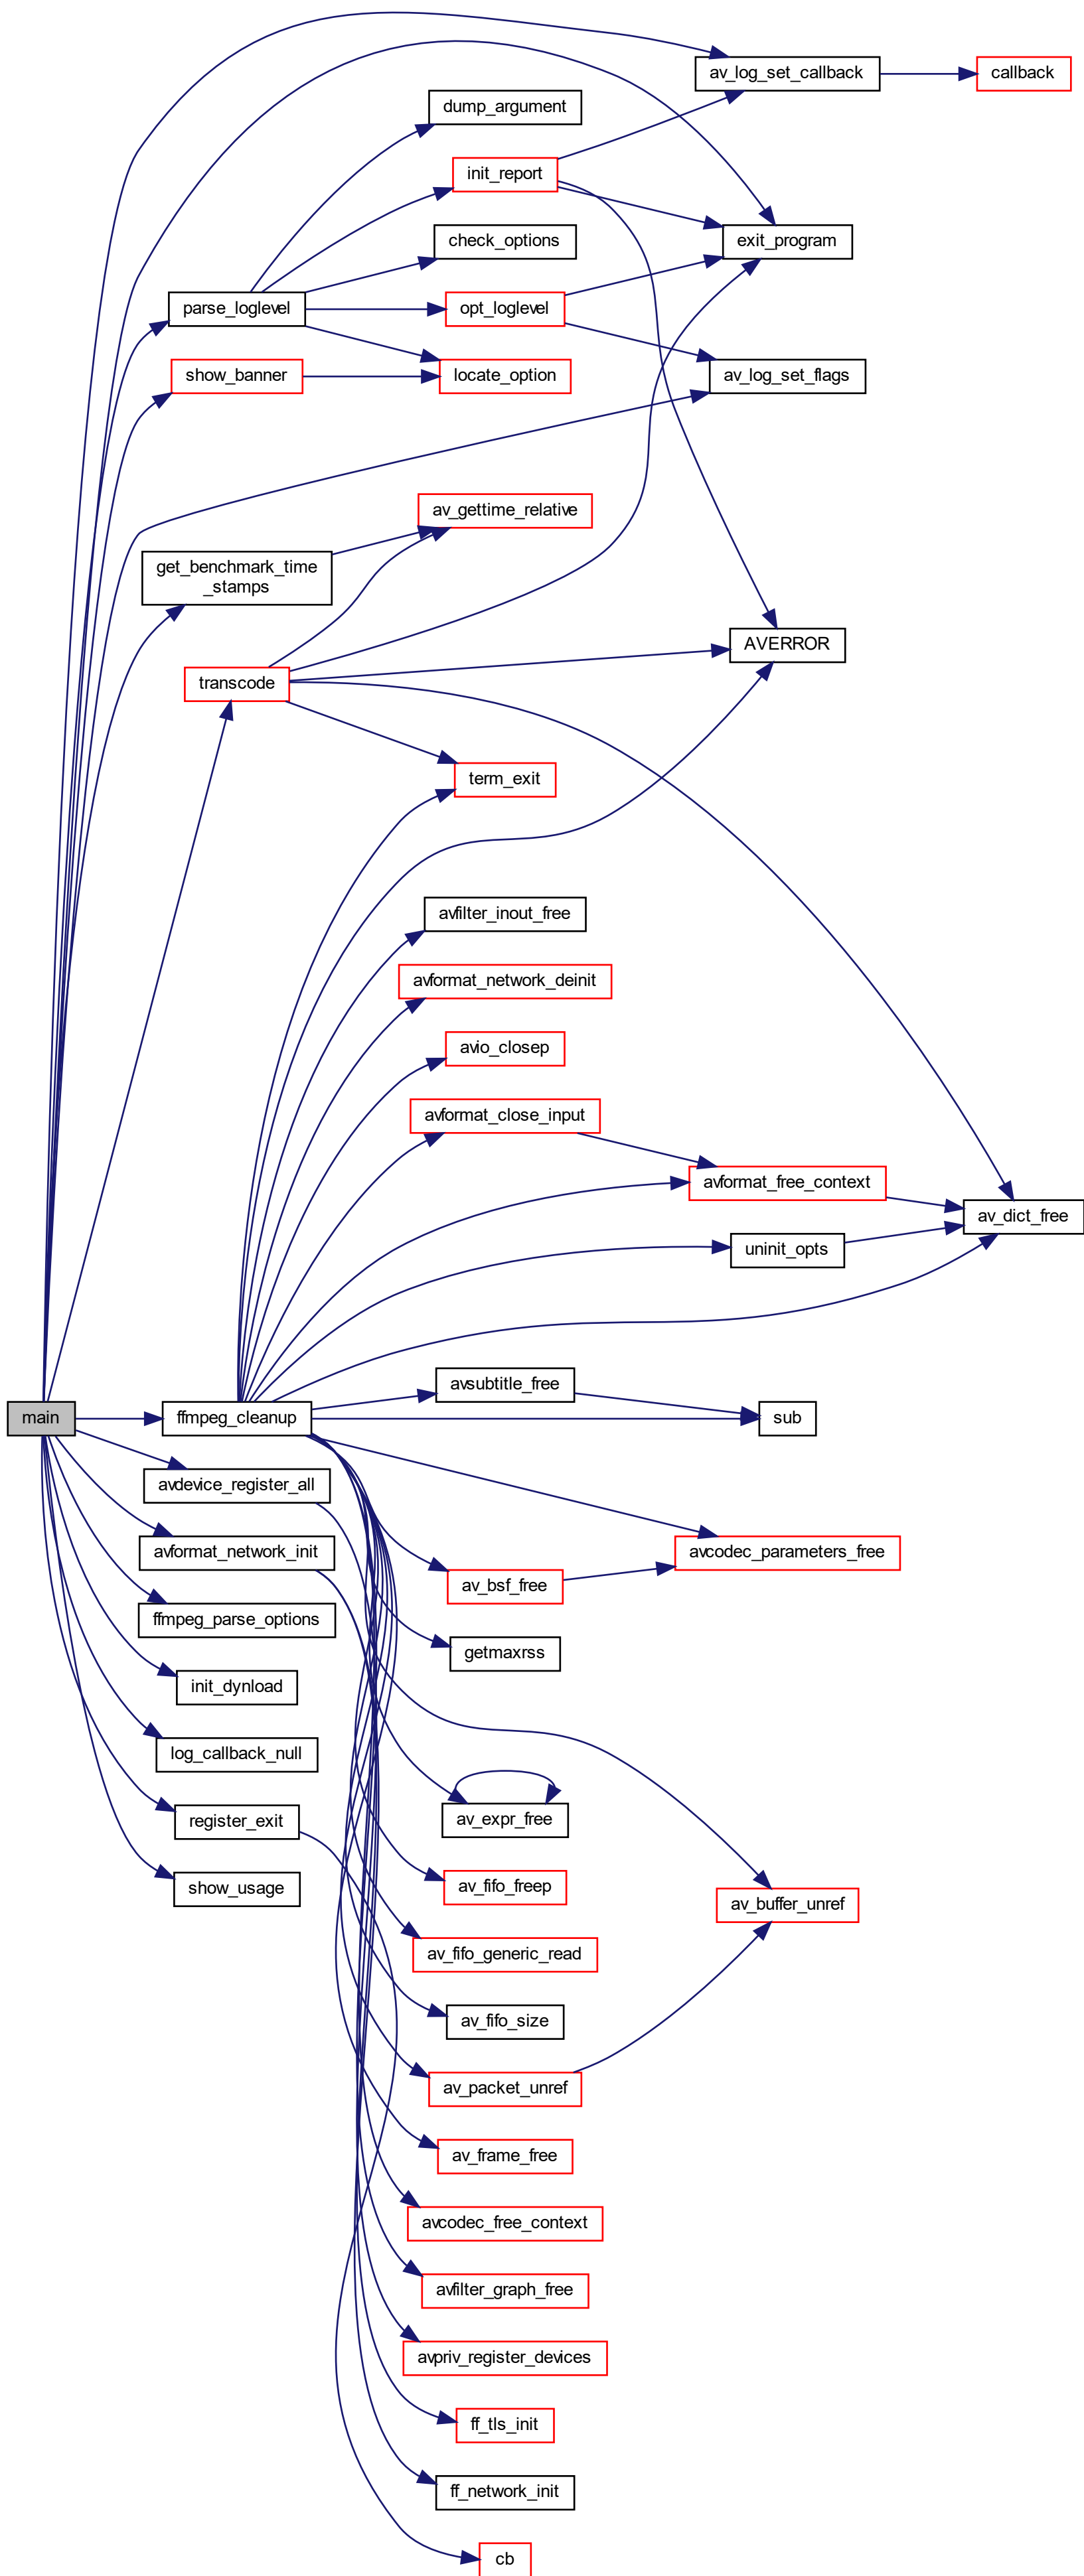 av_log_set_callback
callback
dump_argument
init_report
check_options
exit_program
parse_loglevel
opt_loglevel
show_banner
locate_option
av_log_set_flags
av_gettime_relative
get_benchmark_time
_stamps
AVERROR
transcode
term_exit
avfilter_inout_free
avformat_network_deinit
avio_closep
avformat_close_input
avformat_free_context
av_dict_free
uninit_opts
avsubtitle_free
main
ffmpeg_cleanup
sub
avdevice_register_all
avformat_network_init
avcodec_parameters_free
av_bsf_free
ffmpeg_parse_options
getmaxrss
init_dynload
log_callback_null
register_exit
av_expr_free
show_usage
av_fifo_freep
av_buffer_unref
av_fifo_generic_read
av_fifo_size
av_packet_unref
av_frame_free
avcodec_free_context
avfilter_graph_free
avpriv_register_devices
ff_tls_init
ff_network_init
cb